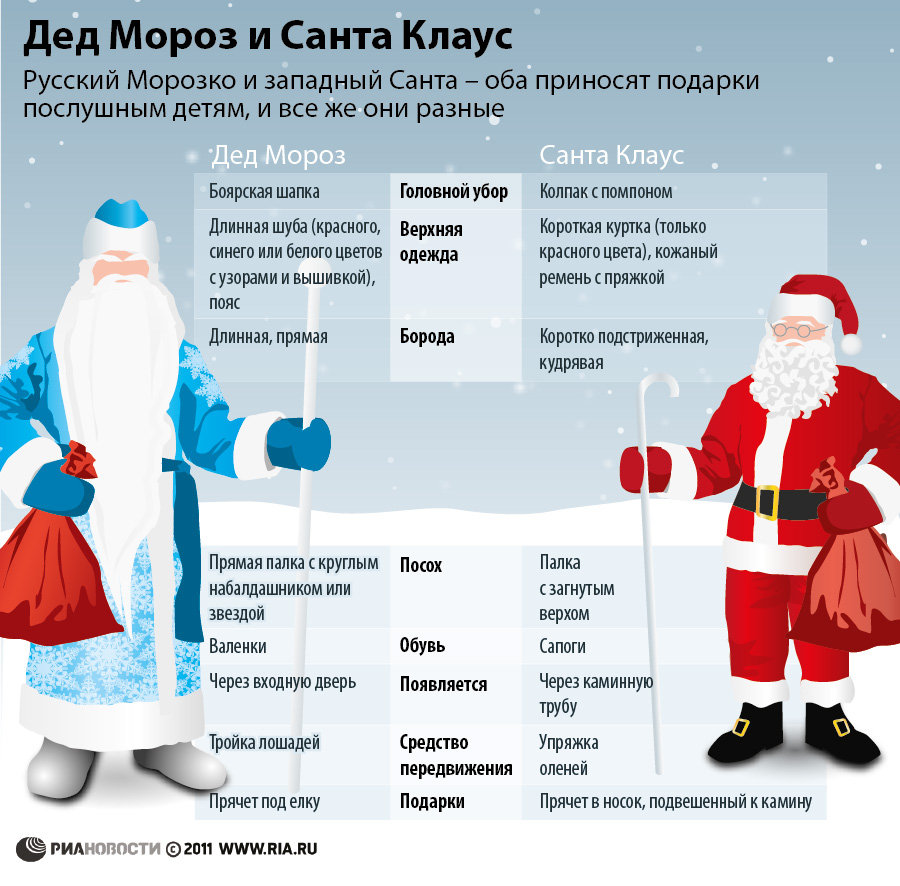 Дед Мороз и Санта Клаус
Русский Морозко и западный Санта – оба приносят подарки
послушным детям, и все же они разные
Дед Мороз
Санта Клаус
Боярская шапка
Головной убор
Колпак с помпоном
Длинная шуба (красного,
синего или белого цветов
с узорами и вышивкой),
пояс
Верхняя
одежда
Короткая куртка (только
красного цвета), кожаный
ремень с пряжкой
Длинная, прямая
Борода
Коротко подстриженная,
кудрявая
Прямая палка с круглым
набалдашником или
звездой
Посох
Палка
с загнутым
верхом
Валенки
Обувь
Сапоги
Через входную дверь
Появляется
Через каминную
трубу
Тройка лошадей
Средство
передвижения
Упряжка
оленей
Прячет под елку
Подарки
Прячет в носок, подвешенный к камину
РИАНОВОСТИ © 2011 WWW.RIA.RU